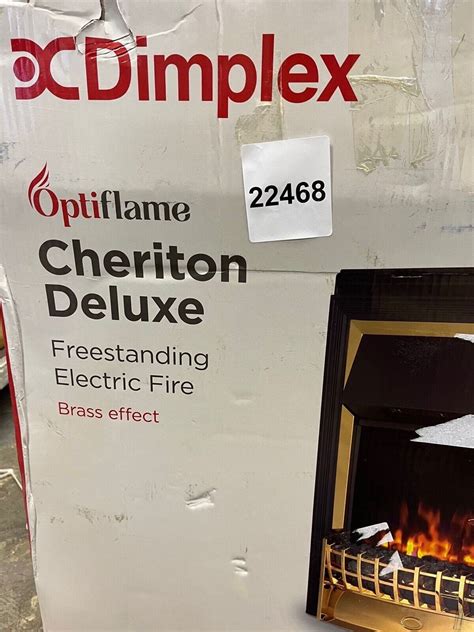 Dimplex
22468
Optiflame
Cheriton
Deluxe
Freestanding
Electric Fire
Brass effect